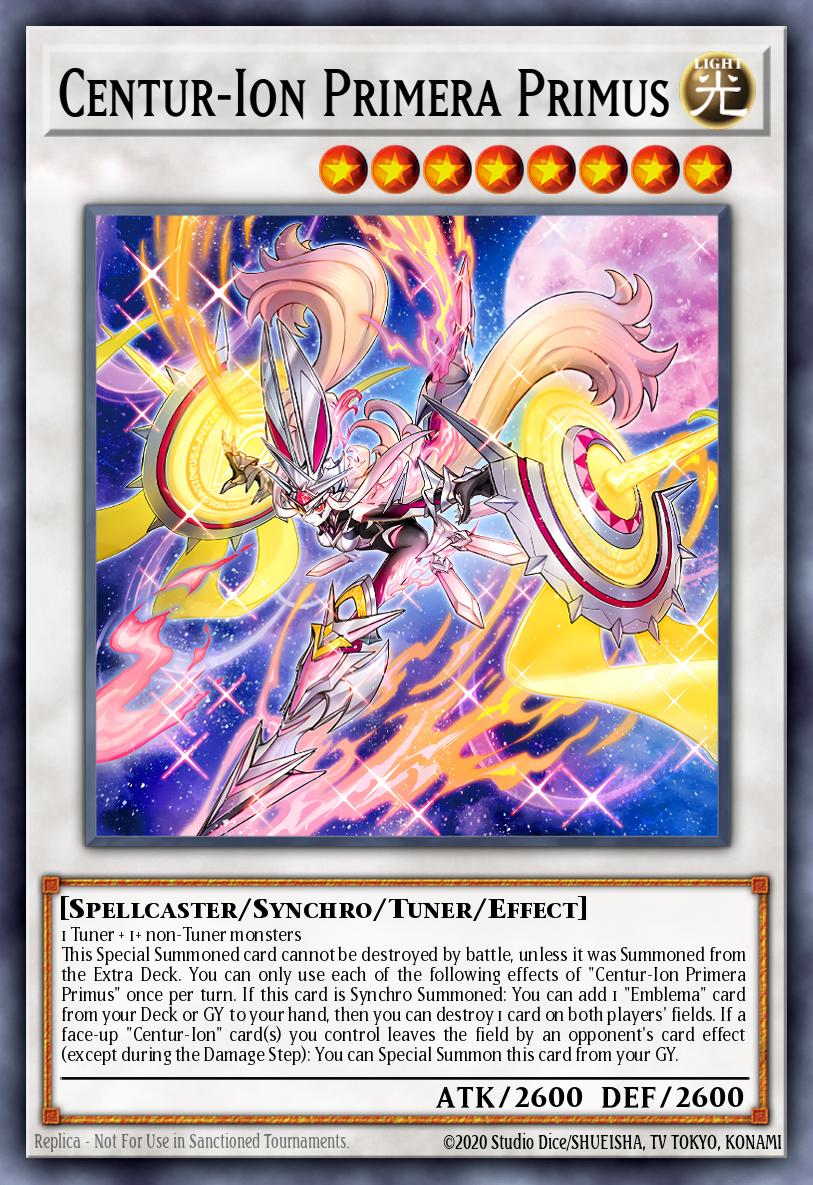 Centur-Ion Primera Primus
LIGHT
光
[Spellcaster/Synchro/Tuner/Effect]
1 Tuner + 1+ non-Tuner monsters
This Special Summoned card cannot be destroyed by battle, unless it was Summoned from
the Extra Deck. You can only use each of the following effects of "Centur-Ion Primera
Primus" once per turn. If this card is Synchro Summoned: You can add 1 "Emblema" card
from your Deck or GY to your hand, then you can destroy 1 card on both players' fields. If a
face-up "Centur-Ion" card(s) you control leaves the field by an opponent's card effect
(except during the Damage Step): You can Special Summon this card from your GY.
ATK/2600 DEF/2600
Replica - Not For Use in Sanctioned Tournaments.
©2020 Studio Dice/SHUEISHA, TV TOKYO, KONAMI